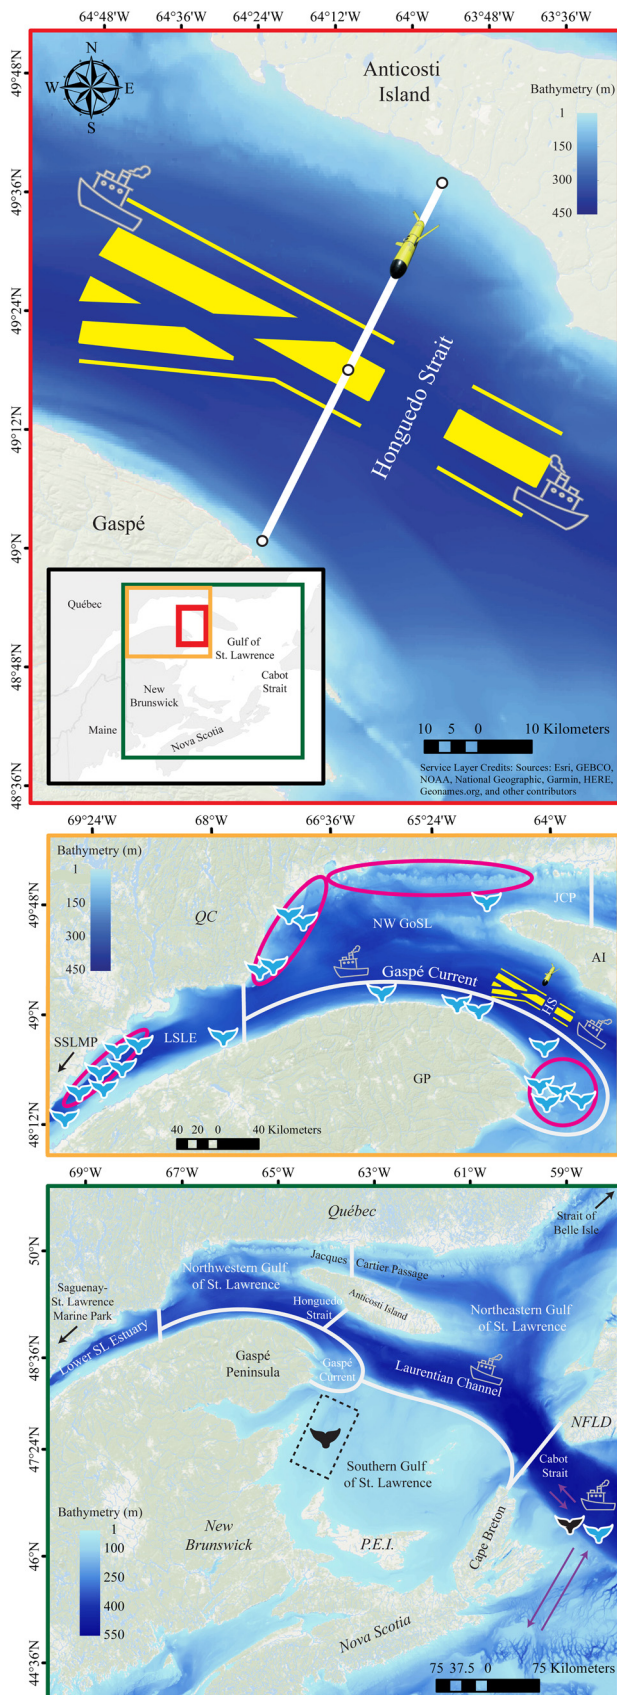 64°48'W 64°36'W 64°24'W 64°12'W 64°W 63°48'W 63°36'W
N
W E
S
Anticosti
Island
Bathymetry (m)
1
150
300
450
49°48'N
49°36'N
49°24'N
49°12'N
49°N
48°48'N
48°36'N
Honguedo Strait
Gaspé
Québec
Gulf of
St. Lawrence
Cabot
Strait
New
Brunswick
Maine
Nova Scotia
10 5 0 10 Kilometers
Service Layer Credits: Sources: Esri, GEBCO,
NOAA, National Geographic, Garmin, HERE,
Geonames.org, and other contributors
69°24'W 68°W 66°36'W 65°24'W 64°W
Bathymetry (m)
1
150
300
450
49°48'N
49°N
48°12'N
QC
JCP
NW GoSL
AI
Gaspé Current
HS
SSLMP
LSLE
GP
40 20 0 40 Kilometers
69°W 67°W 65°W 63°W 61°W 59°W
Québec
Strait of
Belle Isle
50°N
48°36'N
47°24'N
46°N
44°36'N
Jacques Cartier Passage
Northwestern Gulf
of St. Lawrence
Saguenay-
St. Lawrence
Marine Park
Honguedo
Strait
Anticosti Island
Northeastern Gulf
of St. Lawrence
Lower SL Estuary
Gaspé
Peninsula
Gaspé
Current
Laurentian Channel
NFLD
Cabot
Strait
Southern Gulf
of St. Lawrence
Bathymetry (m)
1
100
250
400
550
New
Brunswick
P.E.I.
Cape Breton
Nova Scotia
75 37.5 0 75 Kilometers